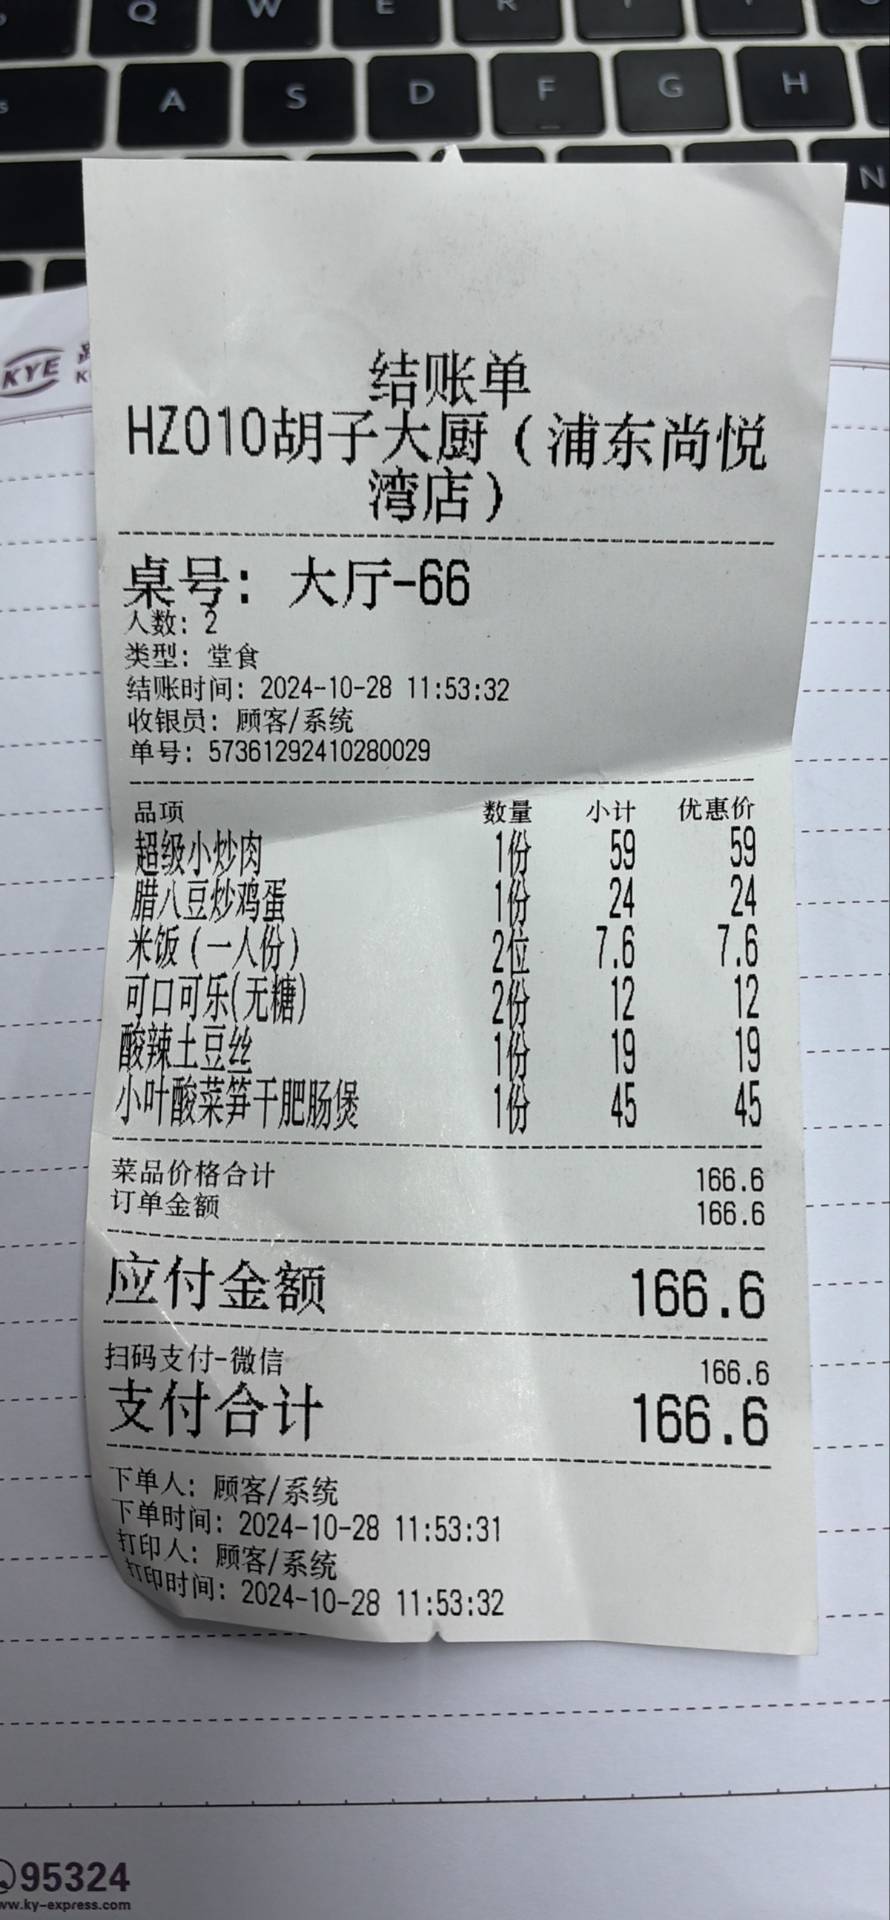 Q W E R
A S D F G H
N
KYE
结账单
HZ010胡子大厨（浦东尚悦
湾店）
桌号：大厅-66
人数：2
类型：堂食
结账时间：2024-10-28 11:53:32
收银员：顾客/系统
单号：57361292410280029
品项 数量 小计 优惠价
超级小炒肉 1份 59 59
腊八豆炒鸡蛋 1份 24 24
米饭（一人份） 2位 7.6 7.6
可口可乐(无糖) 2份 12 12
酸辣土豆丝 1份 19 19
小叶酸菜笋干肥肠煲 1份 45 45
菜品价格合计 166.6
订单金额 166.6
应付金额 166.6
扫码支付-微信 166.6
支付合计 166.6
下单人：顾客/系统
下单时间：2024-10-28 11:53:31
打印人：顾客/系统
打印时间：2024-10-28 11:53:32
95324
www.ky-express.com